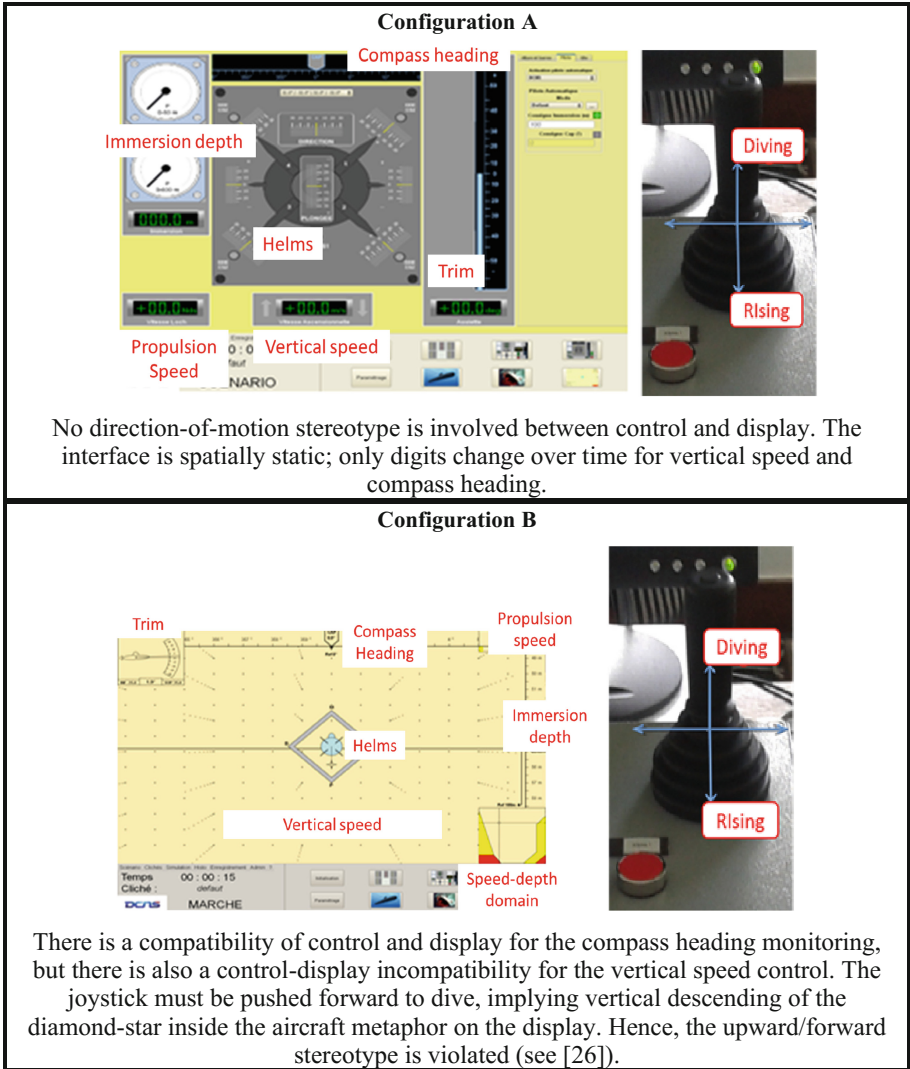 Configuration A
Compass heading
Immersion depth
DIRECTION
PLONGEE
Helms
Trim
Diving
RIsing
Propulsion
Speed
Vertical speed
NARIO
Paramétrage
No direction-of-motion stereotype is involved between control and display. The
interface is spatially static; only digits change over time for vertical speed and
compass heading.
Configuration B
Trim
Compass
Heading
Propulsion
speed
Immersion
depth
Helms
Vertical speed
Speed-depth
domain
Temps 00 : 00 : 15
Cliché : defaut
DCNS MARCHE
Diving
RIsing
There is a compatibility of control and display for the compass heading monitoring,
but there is also a control-display incompatibility for the vertical speed control. The
joystick must be pushed forward to dive, implying vertical descending of the
diamond-star inside the aircraft metaphor on the display. Hence, the upward/forward
stereotype is violated (see [26]).